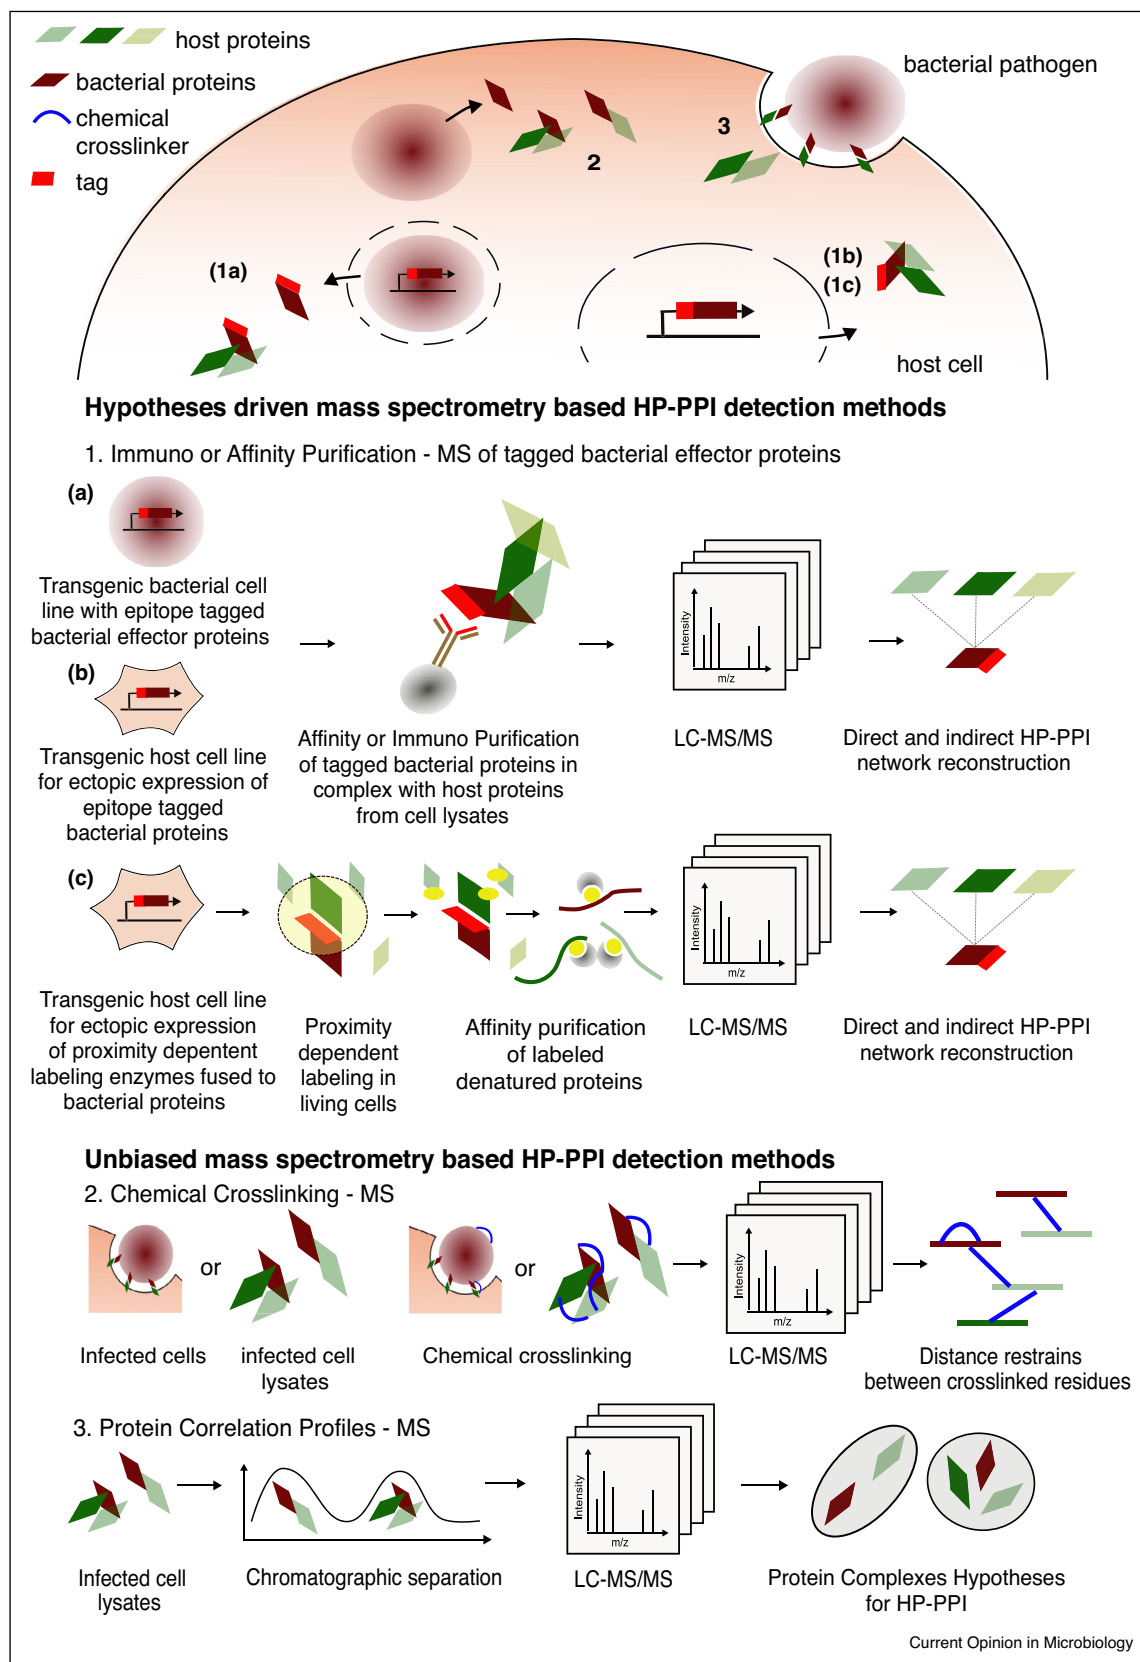 host proteins
bacterial proteins
chemical
crosslinker
tag
bacterial pathogen
3
2
(1a)
(1b)
(1c)
host cell
Hypotheses driven mass spectrometry based HP-PPI detection methods
1. Immuno or Affinity Purification - MS of tagged bacterial effector proteins
(a)
Transgenic bacterial cell
line with epitope tagged
bacterial effector proteins
(b)
Transgenic host cell line
for ectopic expression of
epitope tagged
bacterial proteins
Affinity or Immuno Purification
of tagged bacterial proteins in
complex with host proteins
from cell lysates
Intensity
m/z
LC-MS/MS
Direct and indirect HP-PPI
network reconstruction
(c)
Transgenic host cell line
for ectopic expression
of proximity depentent
labeling enzymes fused to
bacterial proteins
Proximity
dependent
labeling in
living cells
Affinity purification
of labeled
denatured proteins
Intensity
m/z
LC-MS/MS
Direct and indirect HP-PPI
network reconstruction
Unbiased mass spectrometry based HP-PPI detection methods
2. Chemical Crosslinking - MS
or
Infected cells
infected cell
lysates
or
Chemical crosslinking
Intensity
m/z
LC-MS/MS
Distance restrains
between crosslinked residues
3. Protein Correlation Profiles - MS
Infected cell
lysates
Chromatographic separation
Intensity
m/z
LC-MS/MS
Protein Complexes Hypotheses
for HP-PPI
Current Opinion in Microbiology